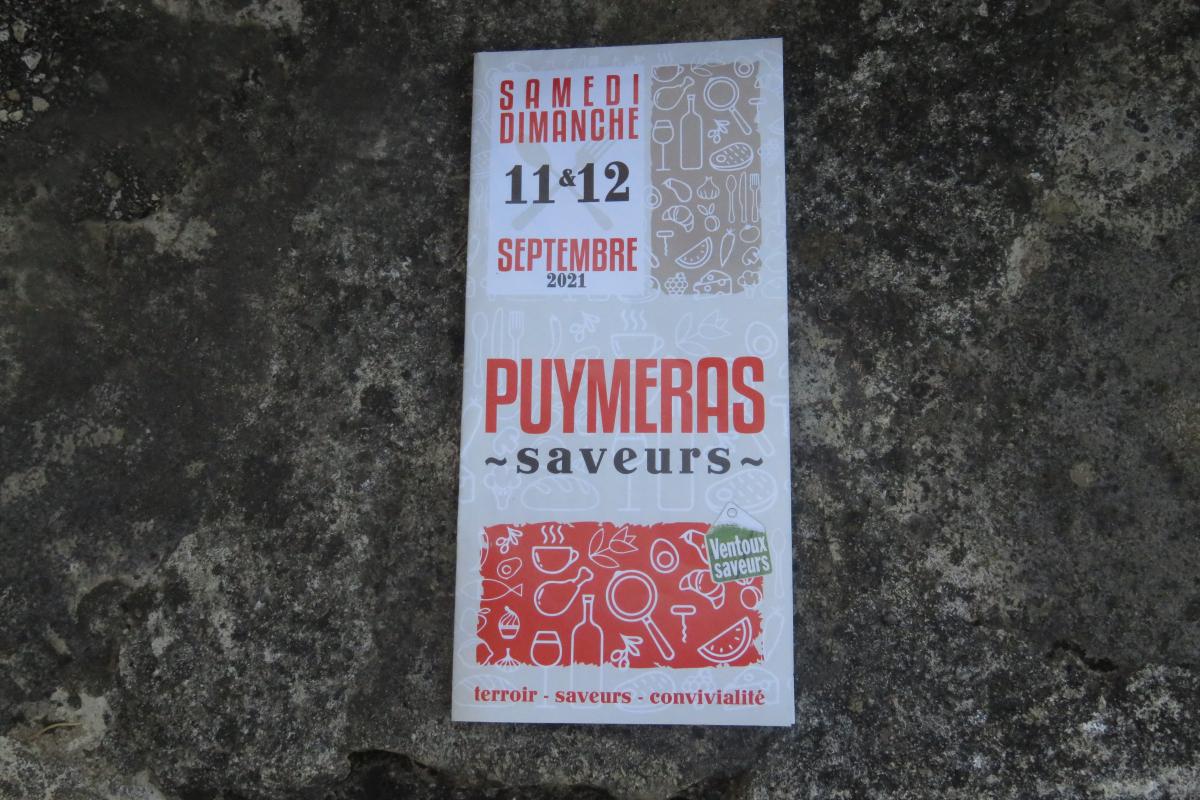 SAMEDI
DIMANCHE
11 & 12
SEPTEMBRE
2021
PUYMERAS
~saveurs~
Ventoux
saveurs
terroir - saveurs - convivialité